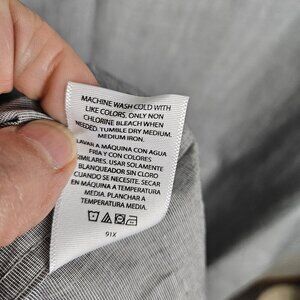 MACHINE WASH COLD WITH
LIKE COLORS. ONLY NON
CHLORINE BLEACH WHEN
NEEDED. TUMBLE DRY MEDIUM.
MEDIUM IRON.
LAVAR A MÁQUINA CON AGUA
FRÍA Y CON COLORES
SIMILARES. USAR SOLAMENTE
BLANQUEADOR SIN CLORO
CUANDO SE NECESITE. SECAR
EN MÁQUINA A TEMPERATURA
MEDIA. PLANCHAR A
TEMPERATURA MEDIA.
91X